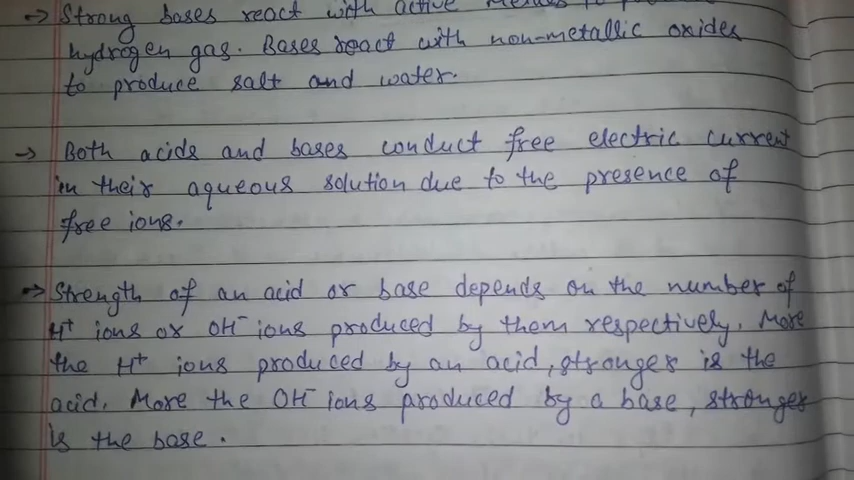 → Strong bases react with active metals to
hydrogen gas. Bases react with non-metallic oxides
to produce salt and water.
→ Both acids and bases conduct free electric current
in their aqueous solution due to the presence of
free ions.
→ Strength of an acid or base depends on the number of
H⁺ ions or OH⁻ ions produced by them respectively. More
the H⁺ ions produced by an acid, stronger is the
acid. More the OH⁻ ions produced by a base, stronger
is the base.